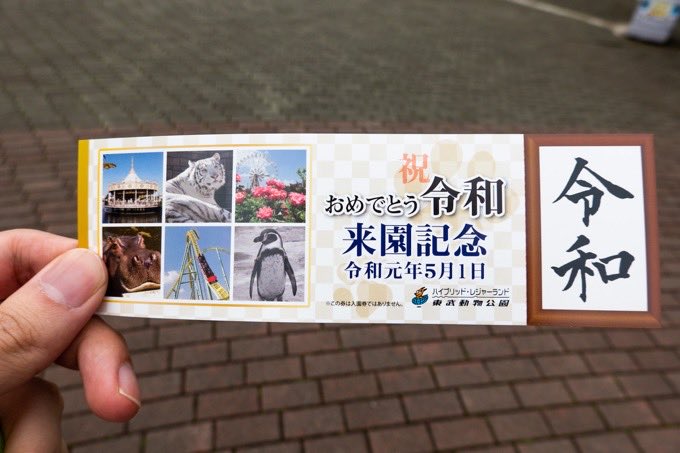 祝
おめでとう令和
来園記念
令和元年5月1日
※この券は入園券ではありません。
ハイブリッド・レジャーランド
東武動物公園
令和